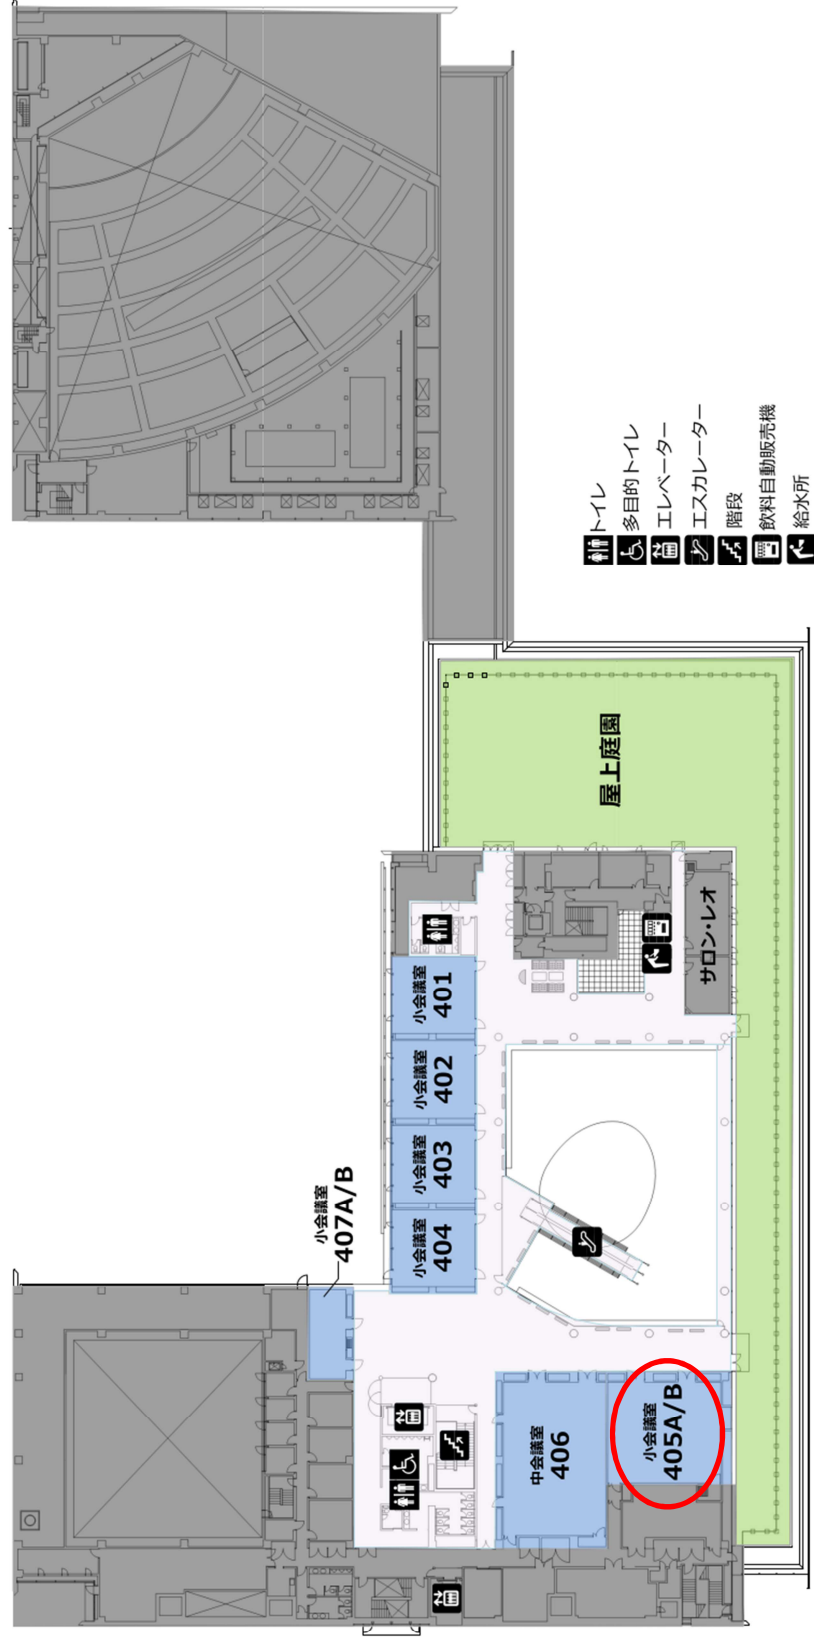 トイレ
多目的トイレ
エレベーター
エスカレーター
階段
飲料自動販売機
給水所
屋上庭園
サロン・レオ
小会議室
401
小会議室
402
小会議室
403
小会議室
404
小会議室
407A/B
中会議室
406
小会議室
405A/B